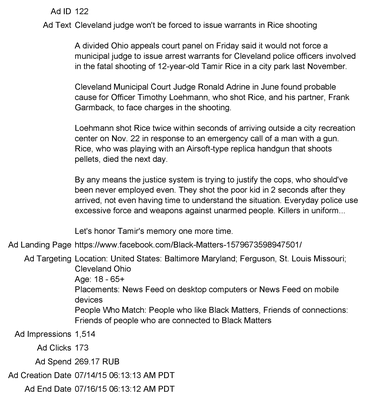 Ad ID 122
Ad Text Cleveland judge won't be forced to issue warrants in Rice shooting
A divided Ohio appeals court panel on Friday said it would not force a
municipal judge to issue arrest warrants for Cleveland police officers involved
in the fatal shooting of 12-year-old Tamir Rice in a city park last November.
Cleveland Municipal Court Judge Ronald Adrine in June found probable
cause for Officer Timothy Loehmann, who shot Rice, and his partner, Frank
Garmback, to face charges in the shooting.
Loehmann shot Rice twice within seconds of arriving outside a city recreation
center on Nov. 22 in response to an emergency call of a man with a gun.
Rice, who was playing with an Airsoft-type replica handgun that shoots
pellets, died the next day.
By any means the justice system is trying to justify the cops, who should've
been never employed even. They shot the poor kid in 2 seconds after they
arrived, not even having time to understand the situation. Everyday police use
excessive force and weapons against unarmed people. Killers in uniform...
Let's honor Tamir's memory one more time.
Ad Landing Page https://www.facebook.com/Black-Matters-1579673598947501/
Ad Targeting Location: United States: Baltimore Maryland; Ferguson, St. Louis Missouri;
Cleveland Ohio
Age: 18 - 65+
Placements: News Feed on desktop computers or News Feed on mobile
devices
People Who Match: People who like Black Matters, Friends of connections:
Friends of people who are connected to Black Matters
Ad Impressions 1,514
Ad Clicks 173
Ad Spend 269.17 RUB
Ad Creation Date 07/14/15 06:13:13 AM PDT
Ad End Date 07/16/15 06:13:12 AM PDT